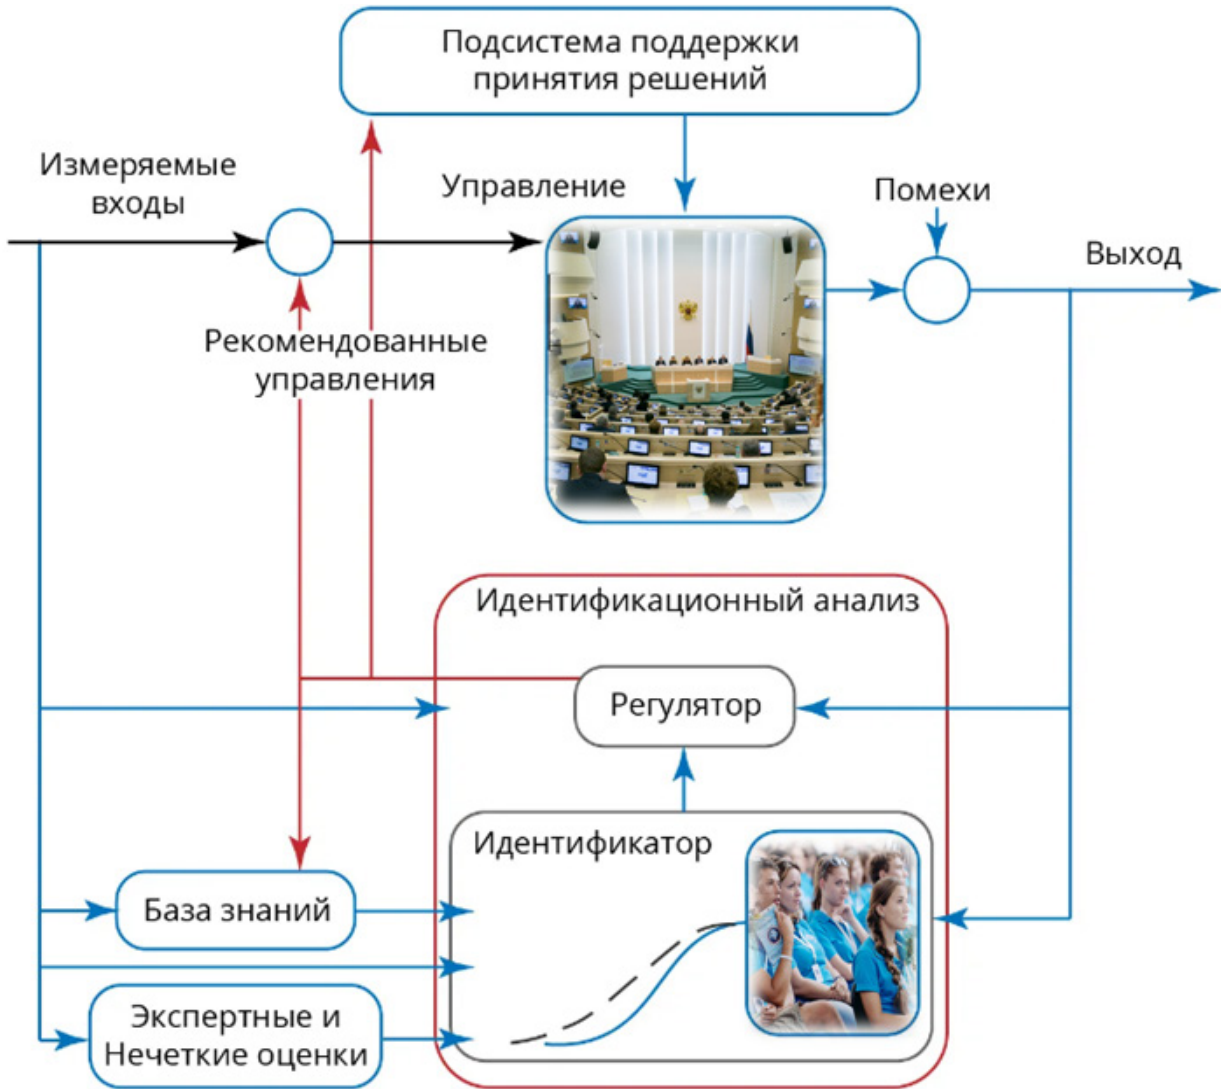 Подсистема поддержки
принятия решений
Измеряемые
входы
Управление
Помехи
Выход
Рекомендованные
управления
Идентификационный анализ
Регулятор
Идентификатор
База знаний
Экспертные и
Нечеткие оценки